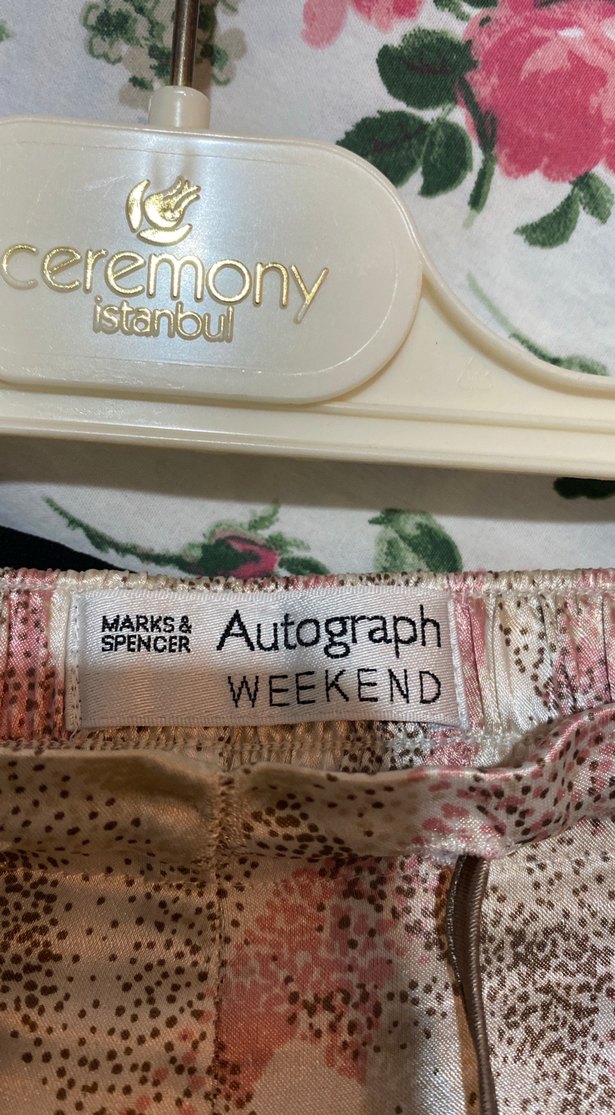 ceremony
istanbul
MARKS &
SPENCER
Autograph
WEEKEND